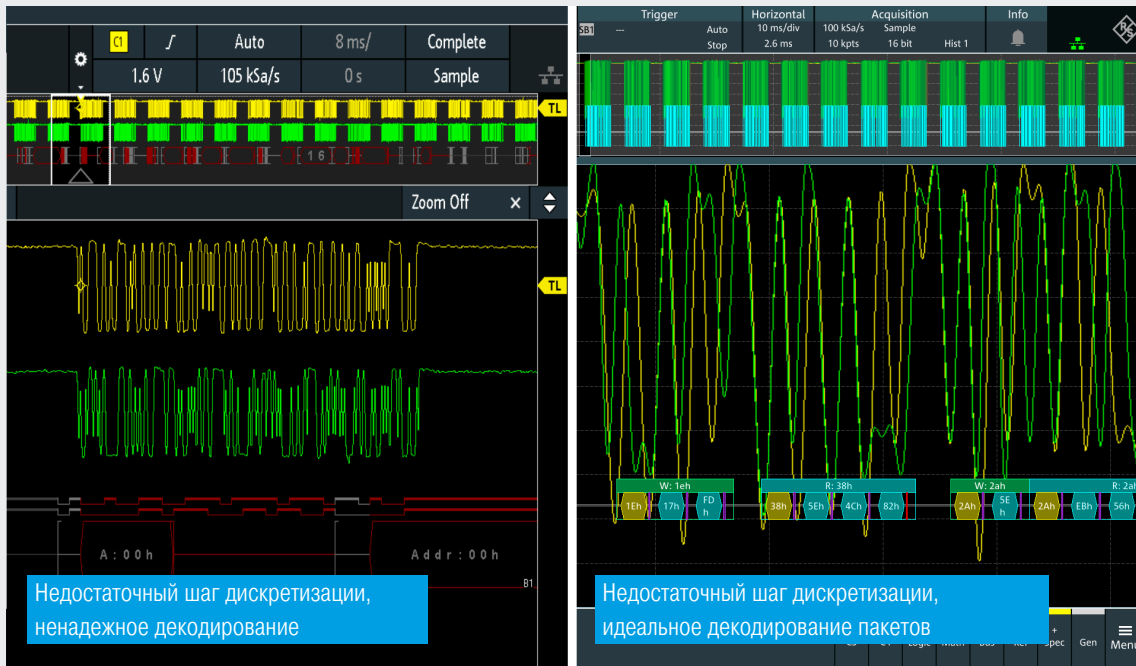 C1
Auto
8 ms/
Complete
1.6 V
105 kSa/s
0 s
Sample
TL
16
Zoom Off
×
TL
A:00h
Addr:00h
B1
Недостаточный шаг дискретизации,
ненадежное декодирование
Trigger
Horizontal
Acquisition
Info
SB1
---
Auto
10 ms/div
100 kSa/s
Sample
Stop
2.6 ms
10 kpts
16 bit
Hist 1
R&S
W: 1eh
R: 38h
W: 2ah
R: 2ah
1Eh
17h
FD
h
38h
5Eh
4Ch
82h
2Ah
5E
h
2Ah
EBh
56h
Недостаточный шаг дискретизации,
идеальное декодирование пакетов
Gen
Menu